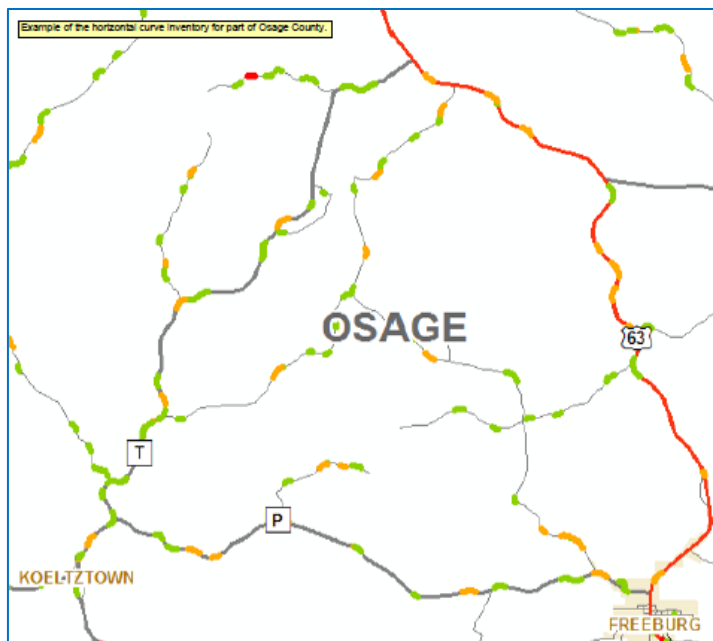 Example of the horizontal curve inventory for part of Osage County.
OSAGE
63
T
P
KOELTZTOWN
FREEBURG